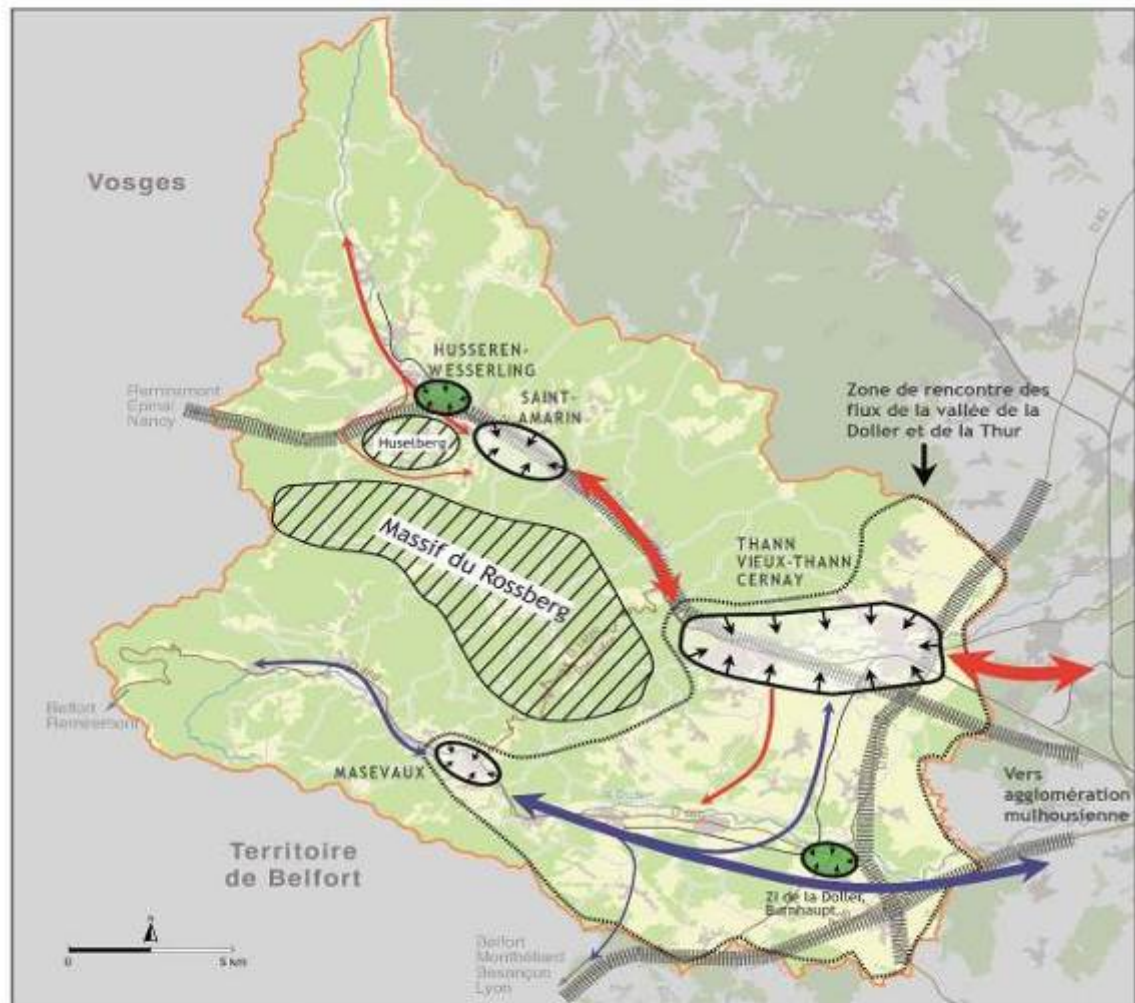 Vosges
D.83
HUSSEREN-
WESSERLING
SAINT-
AMARIN
Remiremont
Epinal
Nancy
Huselberg
Zone de rencontre des
flux de la vallée de la
Doller et de la Thur
Massif du Rossberg
THANN
VIEUX-THANN
CERNAY
Belfort
Remiremont
MASEVAUX
Vers
agglomération
mulhousienne
Territoire
de Belfort
ZI de la Doller,
Burnhaupt
Belfort
Montbéliard
Besançon
Lyon
N
0
5 km